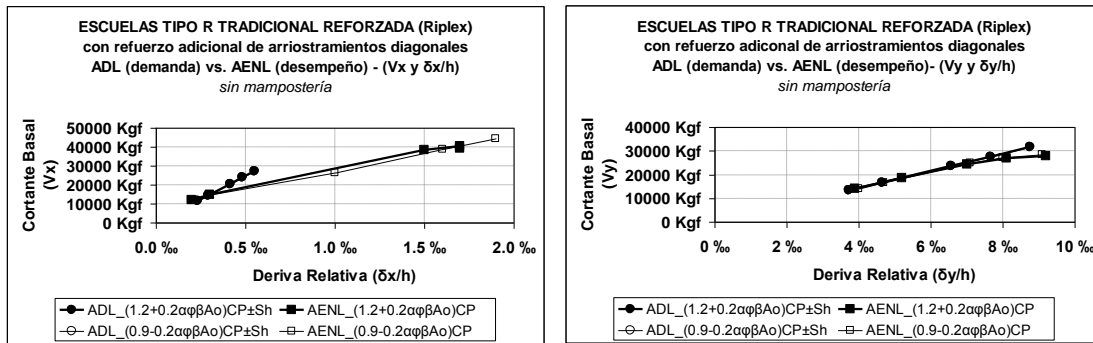 ESCUELAS TIPO R TRADICIONAL REFORZADA (Riplex)
con refuerzo adicional de arriostramientos diagonales
ADL (demanda) vs. AENL (desempeño) - (Vx y δx/h)
sin mampostería
Cortante Basal
(Vx)
50000 Kgf
40000 Kgf
30000 Kgf
20000 Kgf
10000 Kgf
0 Kgf
0.0 ‰ 0.5 ‰ 1.0 ‰ 1.5 ‰ 2.0 ‰
Deriva Relativa (δx/h)
ADL_(1.2+0.2αφβAo)CP±Sh AENL_(1.2+0.2αφβAo)CP
ADL_(0.9-0.2αφβAo)CP±Sh AENL_(0.9-0.2αφβAo)CP
ESCUELAS TIPO R TRADICIONAL REFORZADA (Riplex)
con refuerzo adiconal de arriostramientos diagonales
ADL (demanda) vs. AENL (desempeño)- (Vy y δy/h)
sin mampostería
Cortante Basal
(Vy)
40000 Kgf
30000 Kgf
20000 Kgf
10000 Kgf
0 Kgf
0 ‰ 2 ‰ 4 ‰ 6 ‰ 8 ‰ 10 ‰
Deriva Relativa (δy/h)
ADL_(1.2+0.2αφβAo)CP±Sh AENL_(1.2+0.2αφβAo)CP
ADL_(0.9-0.2αφβAo)CP±Sh AENL_(0.9-0.2αφβAo)CP